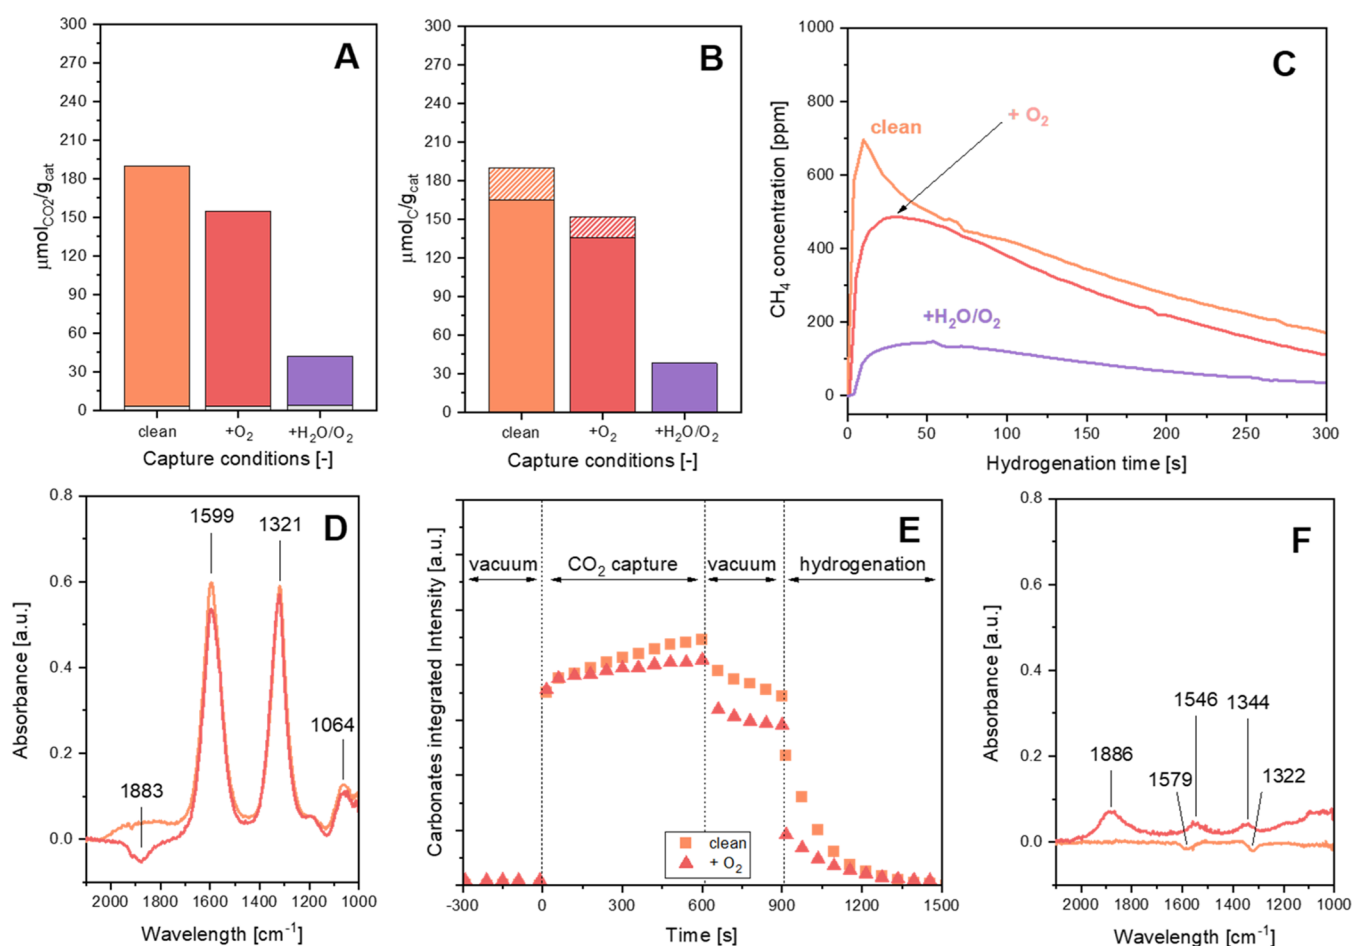 A
300
270
240
210
180
150
120
90
60
30
0
μmol_CO2/g_cat
clean
+O₂
+H₂O/O₂
Capture conditions [-]
B
300
270
240
210
180
150
120
90
60
30
0
μmol_C/g_cat
clean
+O₂
+H₂O/O₂
Capture conditions [-]
C
1000
800
600
400
200
0
CH₄ concentration [ppm]
clean
+ O₂
+H₂O/O₂
0
50
100
150
200
250
300
Hydrogenation time [s]
D
0.8
0.6
0.4
0.2
0.0
Absorbance [a.u.]
1599
1321
1064
1883
2000
1800
1600
1400
1200
1000
Wavelength [cm⁻¹]
E
Carbonates integrated Intensity [a.u.]
vacuum
CO₂ capture
vacuum
hydrogenation
clean
+ O₂
-300
0
300
600
900
1200
1500
Time [s]
F
0.8
0.6
0.4
0.2
0.0
Absorbance [a.u.]
1546
1344
1886
1579
1322
2000
1800
1600
1400
1200
1000
Wavelength [cm⁻¹]